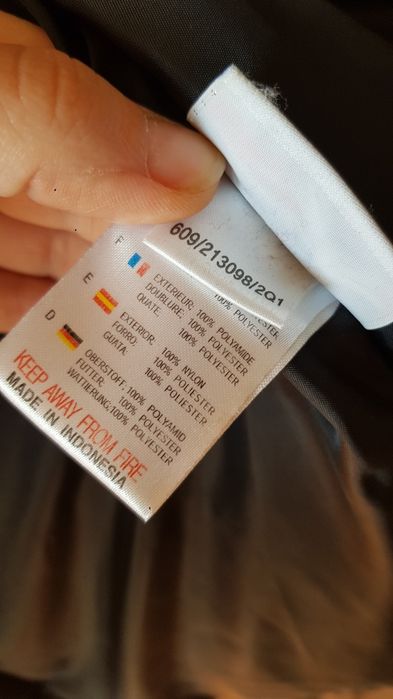 609/213098/2Q1
POLYESTER
F
EXTERIEUR: 100% POLYAMIDE
DOUBLURE: 100% POLYESTER
OUATE: 100% POLYESTER
E
EXTERIOR: 100% NYLON
FORRO: 100% POLIESTER
GUATA: 100% POLIESTER
D
OBERSTOFF: 100% POLYAMID
FUTTER: 100% POLYESTER
WATTIERUNG: 100% POLYESTER
KEEP AWAY FROM FIRE
MADE IN INDONESIA